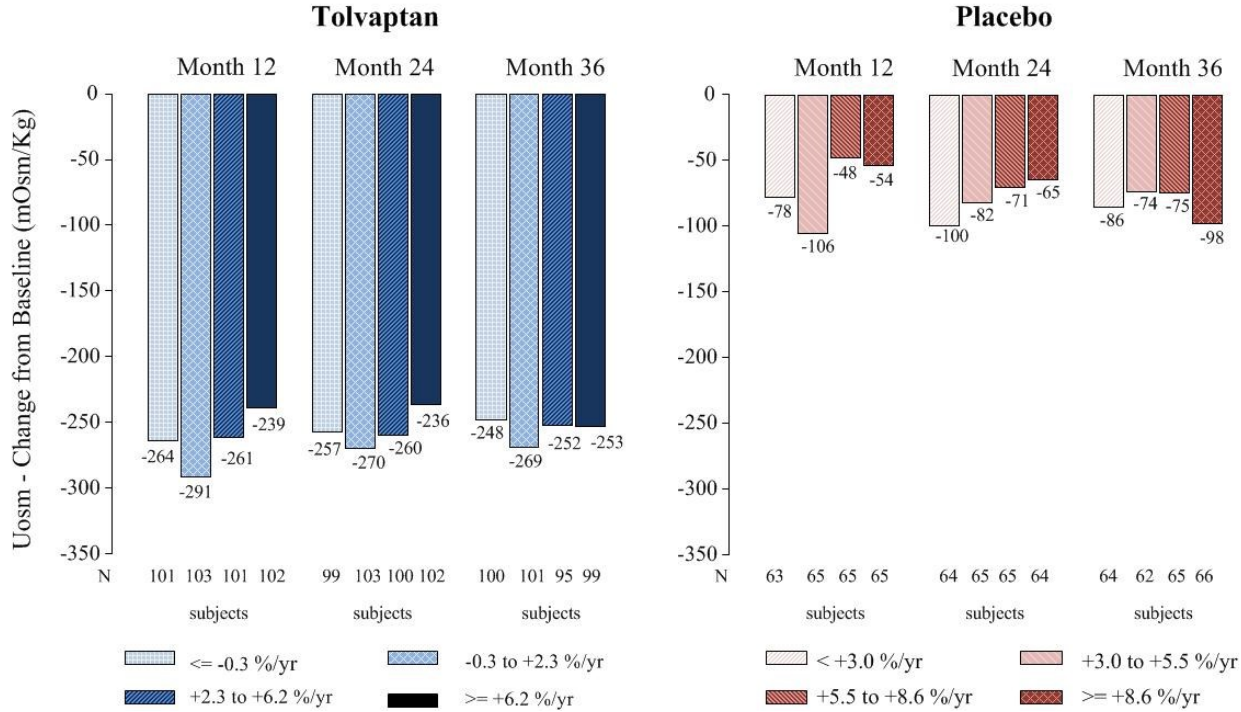 Tolvaptan
Placebo
Month 12 Month 24 Month 36
Month 12 Month 24 Month 36
Uosm - Change from Baseline (mOsm/Kg)
0
-50
-100
-150
-200
-250
-300
-350
-264 -291 -261 -239
-257 -270 -260 -236
-248 -269 -252 -253
N 101 103 101 102 99 103 100 102 100 101 95 99
subjects subjects subjects
<= -0.3 %/yr -0.3 to +2.3 %/yr
+2.3 to +6.2 %/yr >= +6.2 %/yr
0
-50
-100
-150
-200
-250
-300
-350
-78 -106 -48 -54
-100 -82 -71 -65
-86 -74 -75 -98
N 63 65 65 65 64 65 65 64 64 62 65 66
subjects subjects subjects
< +3.0 %/yr +3.0 to +5.5 %/yr
+5.5 to +8.6 %/yr >= +8.6 %/yr